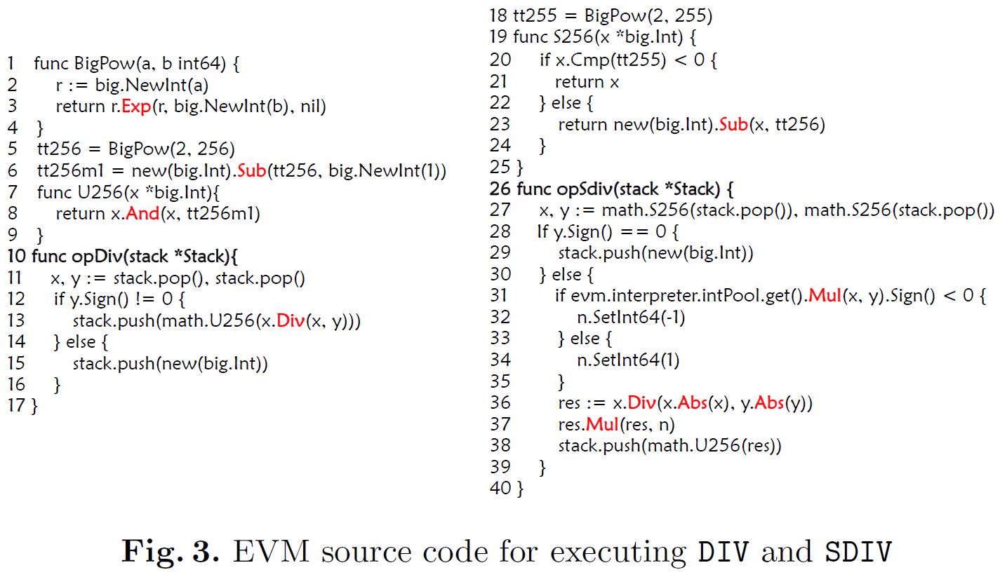 1 func BigPow(a, b int64) {
2 r := big.NewInt(a)
3 return r.Exp(r, big.NewInt(b), nil)
4 }
5 tt256 = BigPow(2, 256)
6 tt256m1 = new(big.Int).Sub(tt256, big.NewInt(1))
7 func U256(x *big.Int){
8 return x.And(x, tt256m1)
9 }
10 func opDiv(stack *Stack){
11 x, y := stack.pop(), stack.pop()
12 if y.Sign() != 0 {
13 stack.push(math.U256(x.Div(x, y)))
14 } else {
15 stack.push(new(big.Int))
16 }
17 }
18 tt255 = BigPow(2, 255)
19 func S256(x *big.Int) {
20 if x.Cmp(tt255) < 0 {
21 return x
22 } else {
23 return new(big.Int).Sub(x, tt256)
24 }
25 }
26 func opSdiv(stack *Stack) {
27 x, y := math.S256(stack.pop()), math.S256(stack.pop())
28 If y.Sign() == 0 {
29 stack.push(new(big.Int))
30 } else {
31 if evm.interpreter.intPool.get().Mul(x, y).Sign() < 0 {
32 n.SetInt64(-1)
33 } else {
34 n.SetInt64(1)
35 }
36 res := x.Div(x.Abs(x), y.Abs(y))
37 res.Mul(res, n)
38 stack.push(math.U256(res))
39 }
40 }
Fig. 3. EVM source code for executing DIV and SDIV